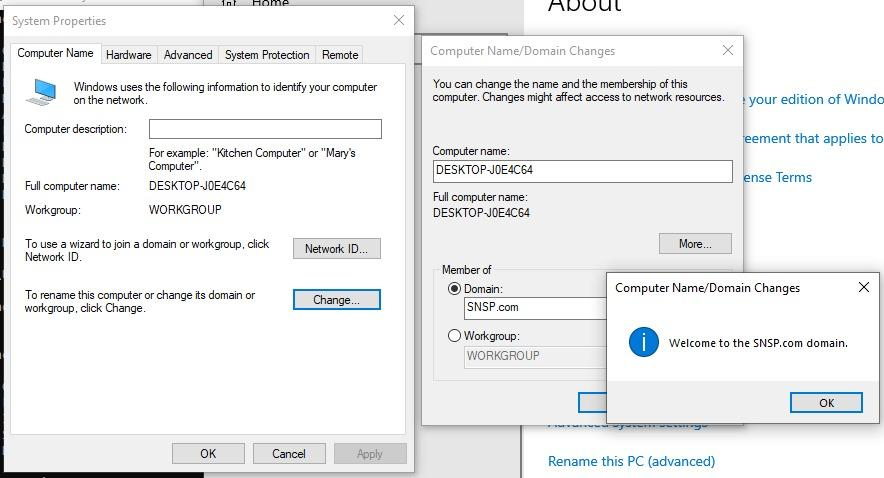 Home
About
System Properties
Computer Name
Hardware
Advanced
System Protection
Remote
Windows uses the following information to identify your computer
on the network.
Computer description:
For example: "Kitchen Computer" or "Mary's
Computer".
Full computer name:
DESKTOP-J0E4C64
Workgroup:
WORKGROUP
To use a wizard to join a domain or workgroup, click
Network ID.
Network ID...
To rename this computer or change its domain or
workgroup, click Change.
Change...
OK
Cancel
Apply
Computer Name/Domain Changes
You can change the name and the membership of this
computer. Changes might affect access to network resources.
Computer name:
DESKTOP-J0E4C64
Full computer name:
DESKTOP-J0E4C64
More...
Member of
Domain:
SNSP.com
Workgroup:
WORKGROUP
Computer Name/Domain Changes
Welcome to the SNSP.com domain.
OK
your edition of Windo
reement that applies to
ense Terms
Advanced system settings
Rename this PC (advanced)